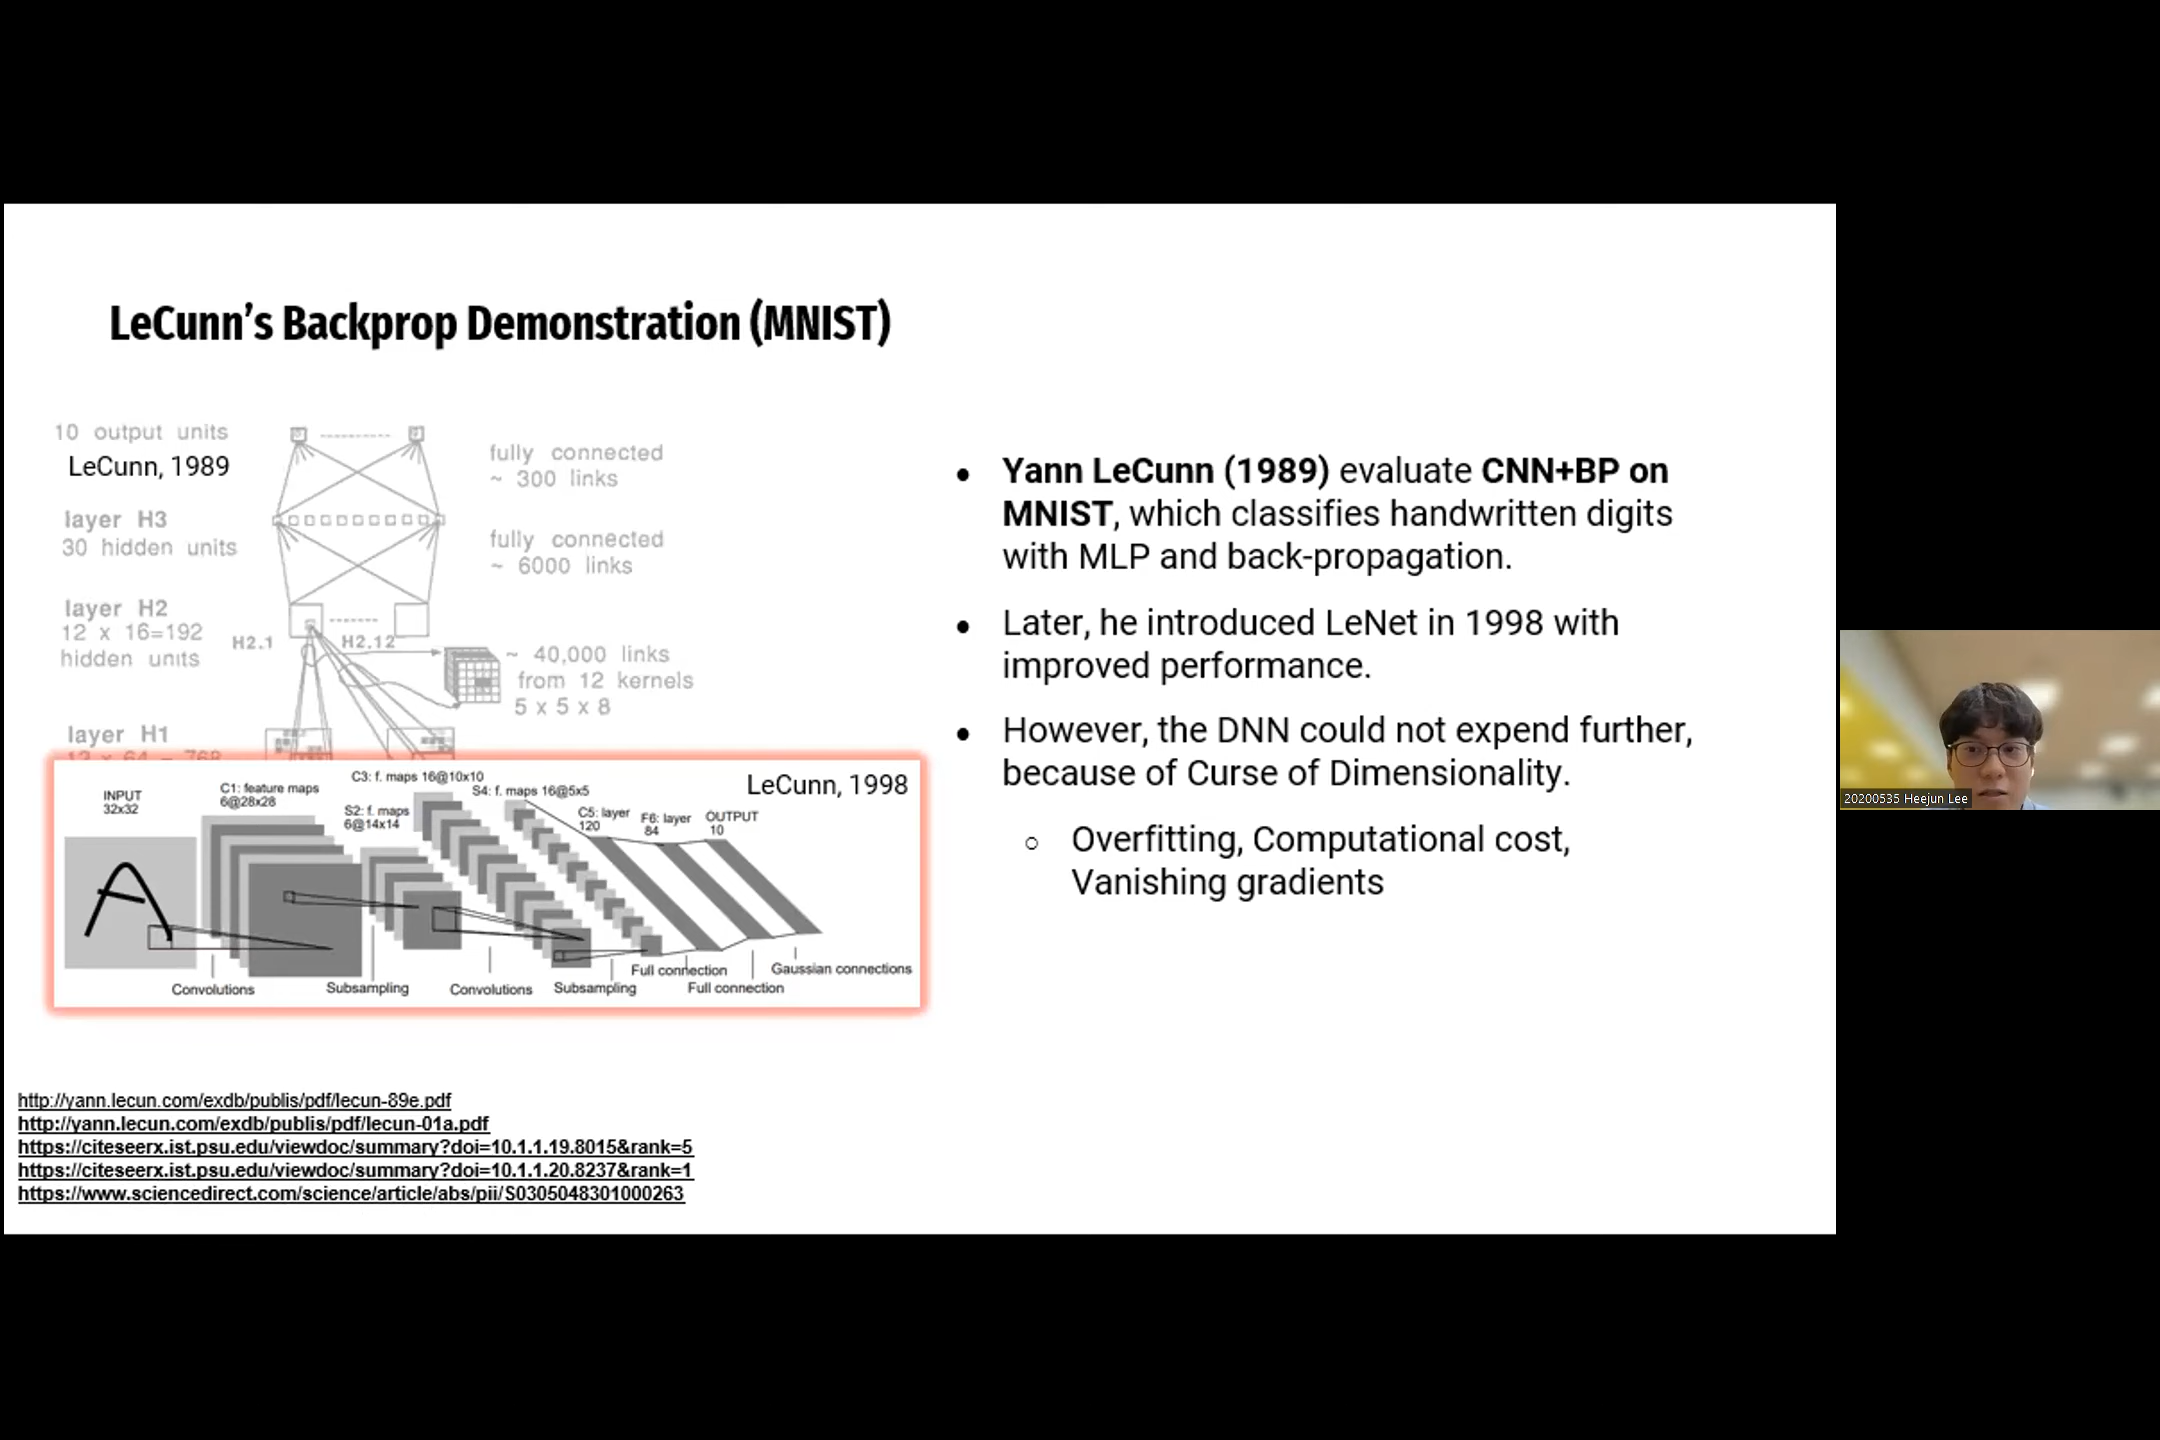 LeCunn's Backprop Demonstration (MNIST)
10 output units
LeCunn, 1989
fully connected
~ 300 links
layer H3
30 hidden units
fully connected
~ 6000 links
layer H2
12 x 16=192
hidden units
H2.1
H2.12
~ 40,000 links
from 12 kernels
5 x 5 x 8
layer H1
12 x 64 = 768
LeCunn, 1998
INPUT
32x32
C1: feature maps
6@28x28
S2: f. maps
6@14x14
C3: f. maps 16@10x10
S4: f. maps 16@5x5
C5: layer
120
F6: layer
84
OUTPUT
10
Convolutions
Subsampling
Convolutions
Subsampling
Full connection
Full connection
Gaussian connections
● Yann LeCunn (1989) evaluate CNN+BP on
MNIST, which classifies handwritten digits
with MLP and back-propagation.
● Later, he introduced LeNet in 1998 with
improved performance.
● However, the DNN could not expend further,
because of Curse of Dimensionality.
○ Overfitting, Computational cost,
Vanishing gradients
http://yann.lecun.com/exdb/publis/pdf/lecun-89e.pdf
http://yann.lecun.com/exdb/publis/pdf/lecun-01a.pdf
https://citeseerx.ist.psu.edu/viewdoc/summary?doi=10.1.1.19.8015&rank=5
https://citeseerx.ist.psu.edu/viewdoc/summary?doi=10.1.1.20.8237&rank=1
https://www.sciencedirect.com/science/article/abs/pii/S0305048301000263
20200535 Heejun Lee